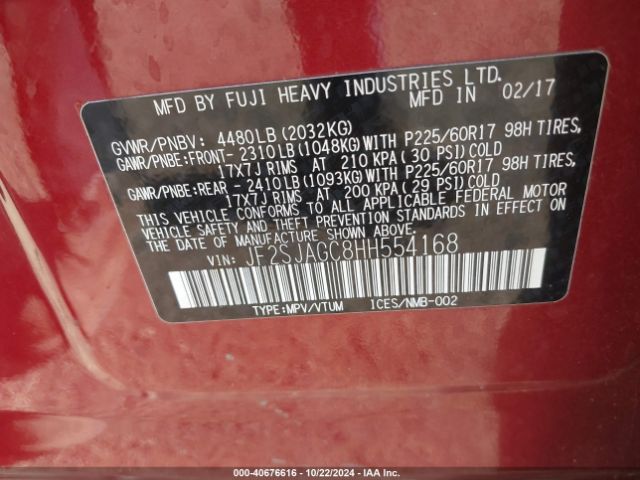 MFD BY FUJI HEAVY INDUSTRIES LTD.
MFD IN 02/17
GVWR/PNBV: 4480LB(2032KG)
GAWR/PNBE:FRONT- 2310LB(1048KG)WITH P225/60R17 98H TIRES,
17x7J RIMS AT 210 KPA( 30 PSI) COLD
GAWR/PNBE:REAR - 2410LB(1093KG)WITH P225/60R17 98H TIRES,
17x7J RIMS AT 200 KPA( 29 PSI) COLD
THIS VEHICLE CONFORMS TO ALL APPLICABLE FEDERAL MOTOR
VEHICLE SAFETY, BUMPER, AND THEFT PREVENTION STANDARDS IN EFFECT
ON THE DATE OF MANUFACTURE SHOWN ABOVE.
VIN: JF2SJAGC8HH554168
TYPE:MPV/VTUM ICES/NMB-002
000-40676616 - 10/22/2024 - IAA Inc.